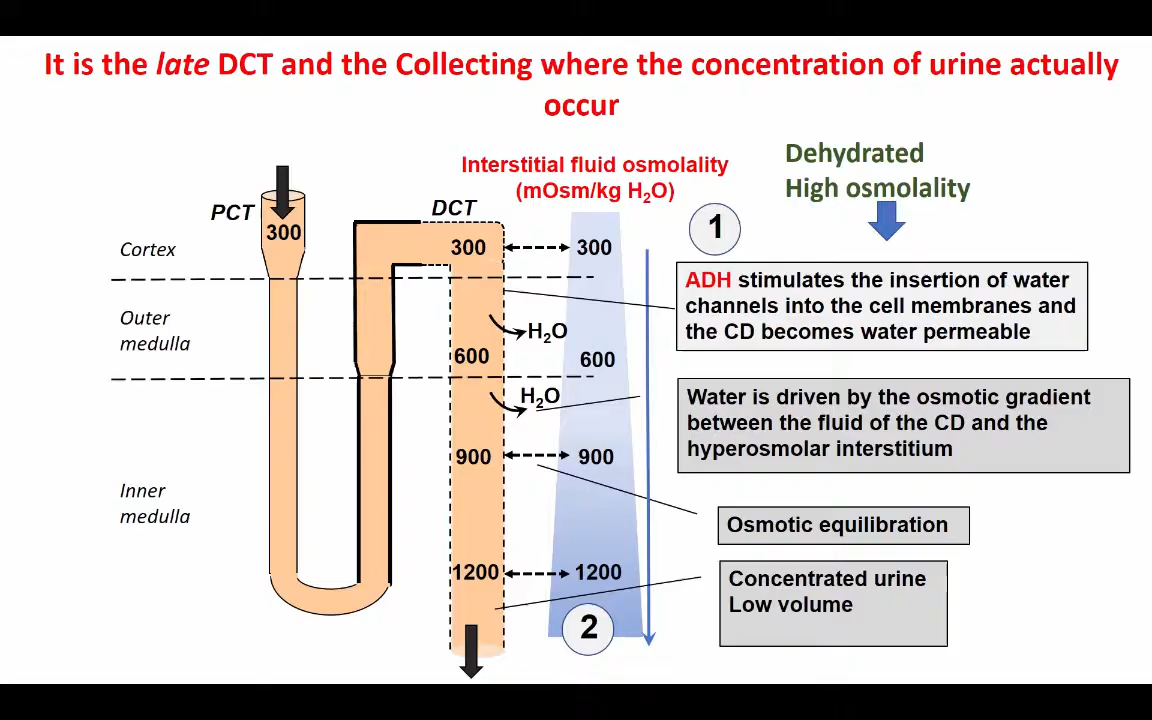 It is the late DCT and the Collecting where the concentration of urine actually
occur
Interstitial fluid osmolality
(mOsm/kg H₂O)
Dehydrated
High osmolality
PCT
DCT
1
300
Cortex
300
300
ADH stimulates the insertion of water
channels into the cell membranes and
the CD becomes water permeable
Outer
medulla
H₂O
600
600
H₂O
Water is driven by the osmotic gradient
between the fluid of the CD and the
hyperosmolar interstitium
900
900
Inner
medulla
Osmotic equilibration
1200
1200
Concentrated urine
Low volume
2